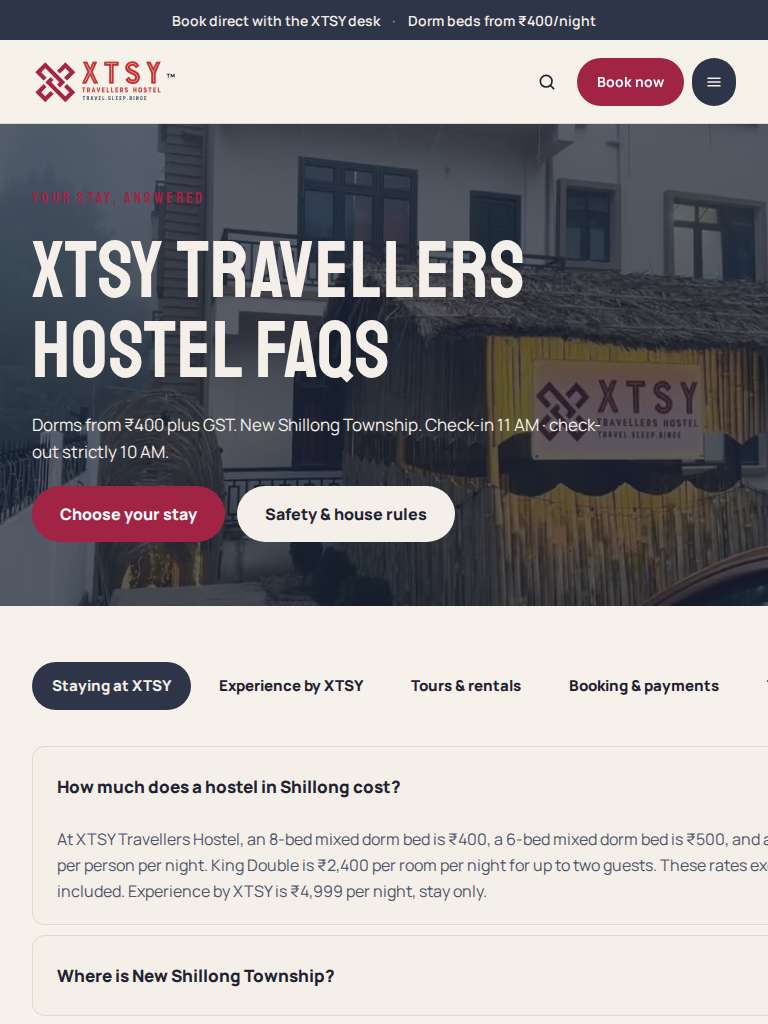 Book direct with the XTSY desk · Dorm beds from ₹400/night
XTSY™
TRAVELLERS HOSTEL
TRAVEL.SLEEP.BINGE
Book now
YOUR STAY, ANSWERED
XTSY TRAVELLERS
HOSTEL FAQS
XTSY
TRAVELLERS HOSTEL
TRAVEL.SLEEP.BINGE
Dorms from ₹400 plus GST. New Shillong Township. Check-in 11 AM · check-
out strictly 10 AM.
Choose your stay Safety & house rules
Staying at XTSY Experience by XTSY Tours & rentals Booking & payments
How much does a hostel in Shillong cost?
At XTSY Travellers Hostel, an 8-bed mixed dorm bed is ₹400, a 6-bed mixed dorm bed is ₹500, and a
per person per night. King Double is ₹2,400 per room per night for up to two guests. These rates ex
included. Experience by XTSY is ₹4,999 per night, stay only.
Where is New Shillong Township?